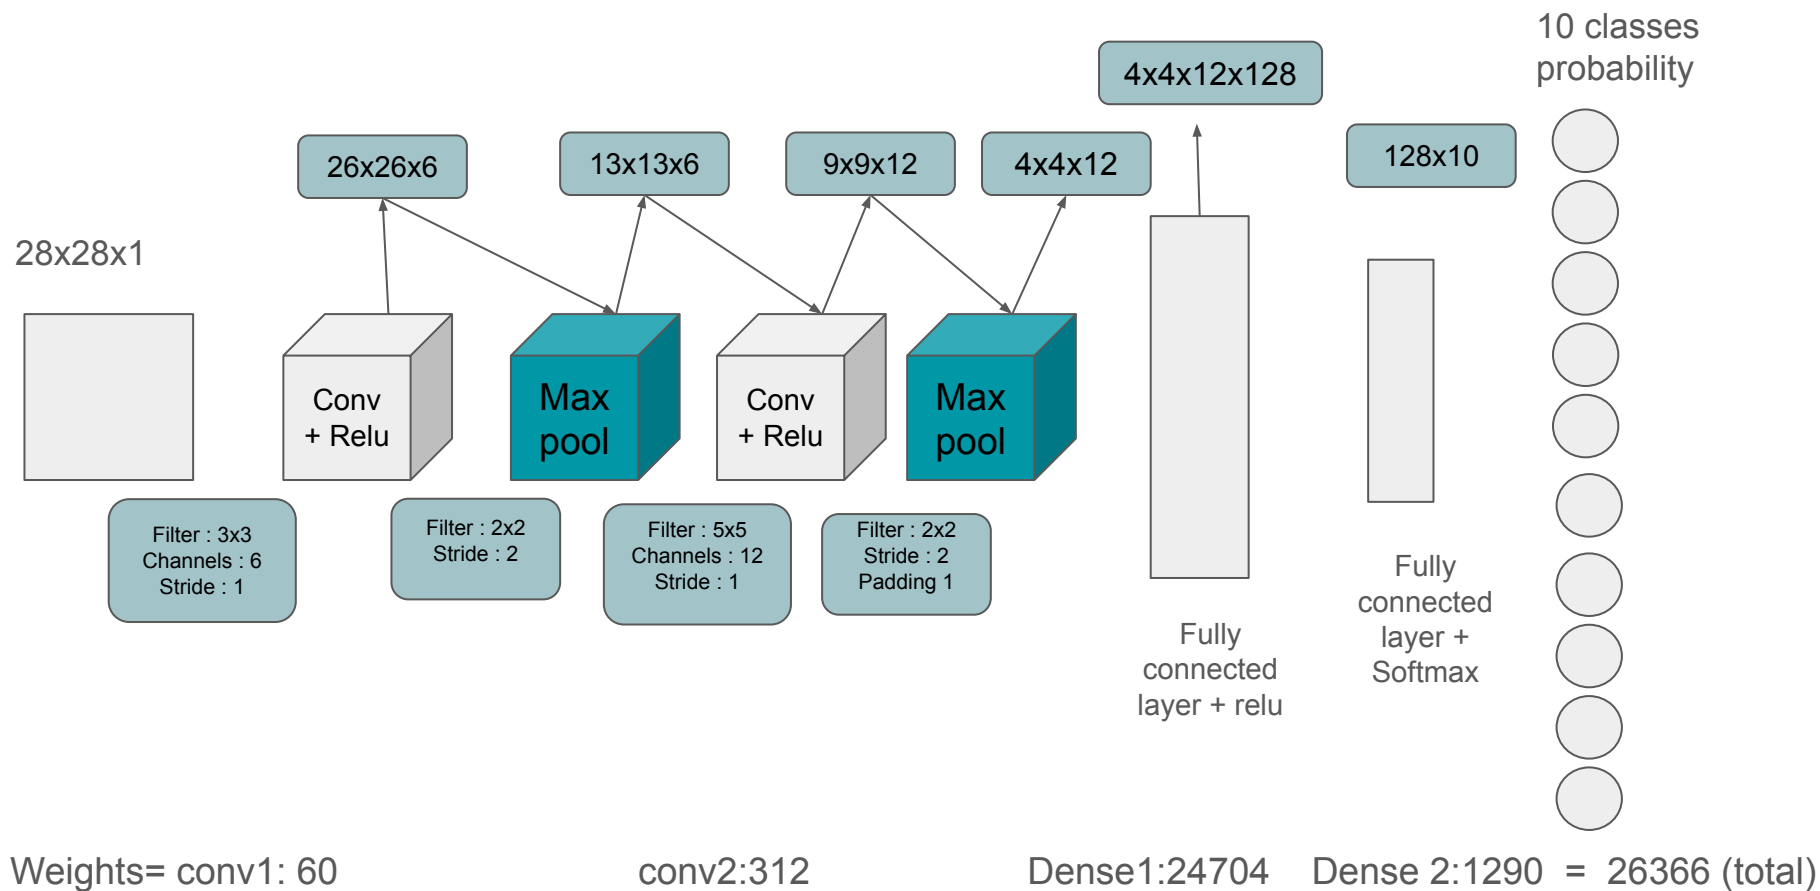 10 classes
probability
4x4x12x128
26x26x6
13x13x6
9x9x12
4x4x12
128x10
28x28x1
Conv
+ Relu
Max
pool
Conv
+ Relu
Max
pool
Filter : 3x3
Channels : 6
Stride : 1
Filter : 2x2
Stride : 2
Filter : 5x5
Channels : 12
Stride : 1
Filter : 2x2
Stride : 2
Padding 1
Fully
connected
layer + relu
Fully
connected
layer +
Softmax
Weights= conv1: 60 conv2:312 Dense1:24704 Dense 2:1290 = 26366 (total)